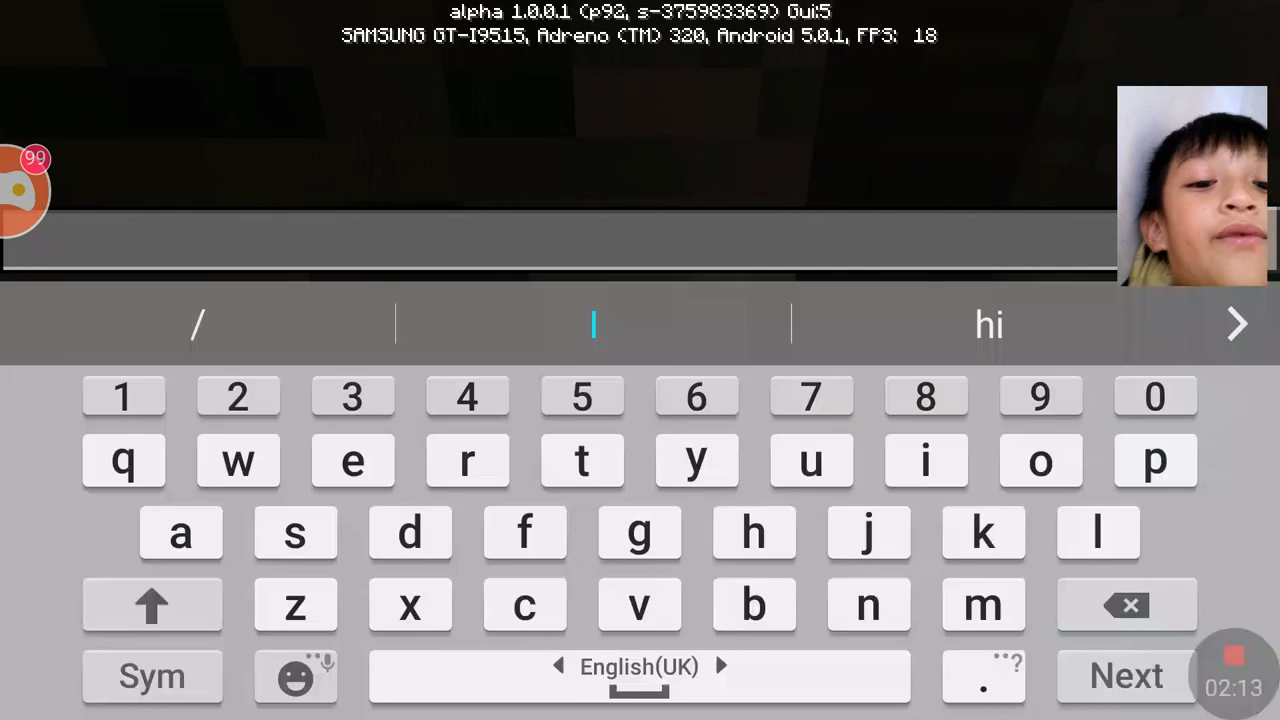 alpha 1.0.0.1 (p92, s-375983369) Gui:5
SAMSUNG GT-I9515, Adreno (TM) 320, Android 5.0.1, FPS: 18
99
/ I hi
1 2 3 4 5 6 7 8 9 0
q w e r t y u i o p
a s d f g h j k l
z x c v b n m
Sym English(UK) . ? Next
02:13